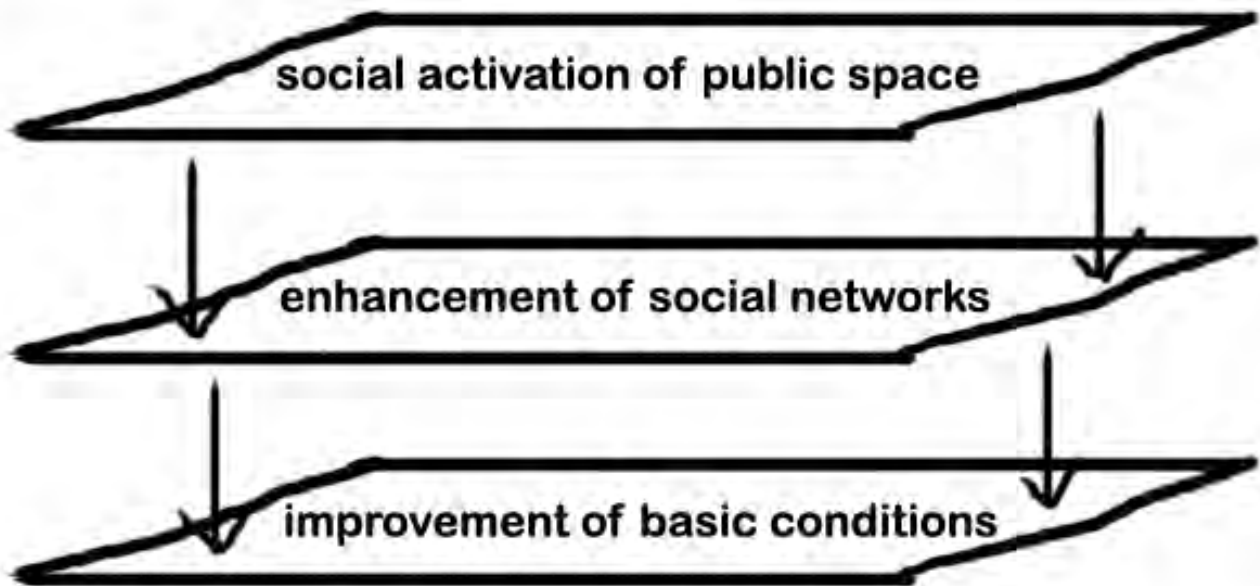 social activation of public space
enhancement of social networks
improvement of basic conditions